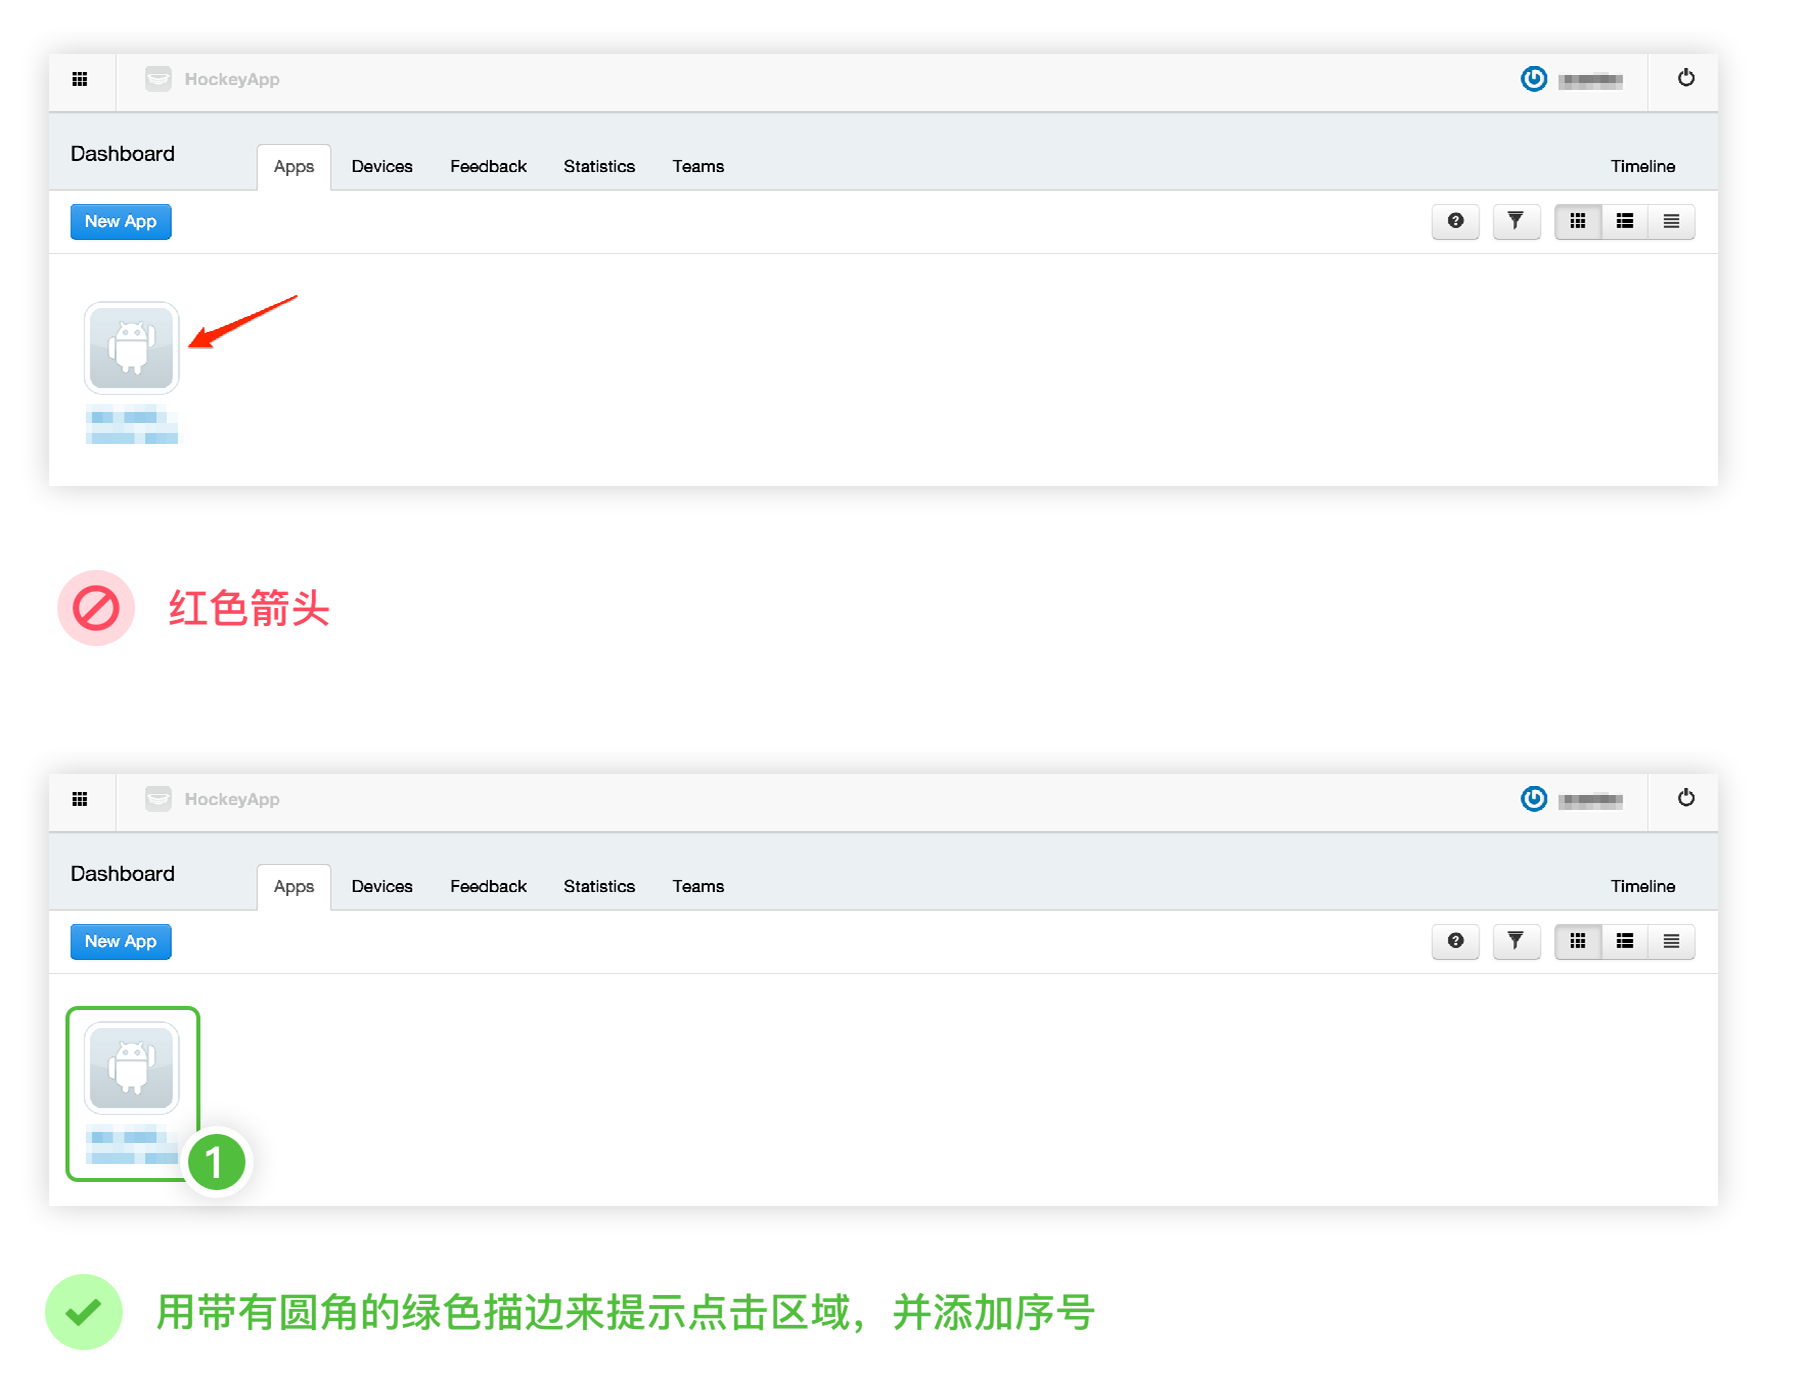 HockeyApp
Dashboard
Apps Devices Feedback Statistics Teams
Timeline
New App
红色箭头
HockeyApp
Dashboard
Apps Devices Feedback Statistics Teams
Timeline
New App
1
用带有圆角的绿色描边来提示点击区域，并添加序号